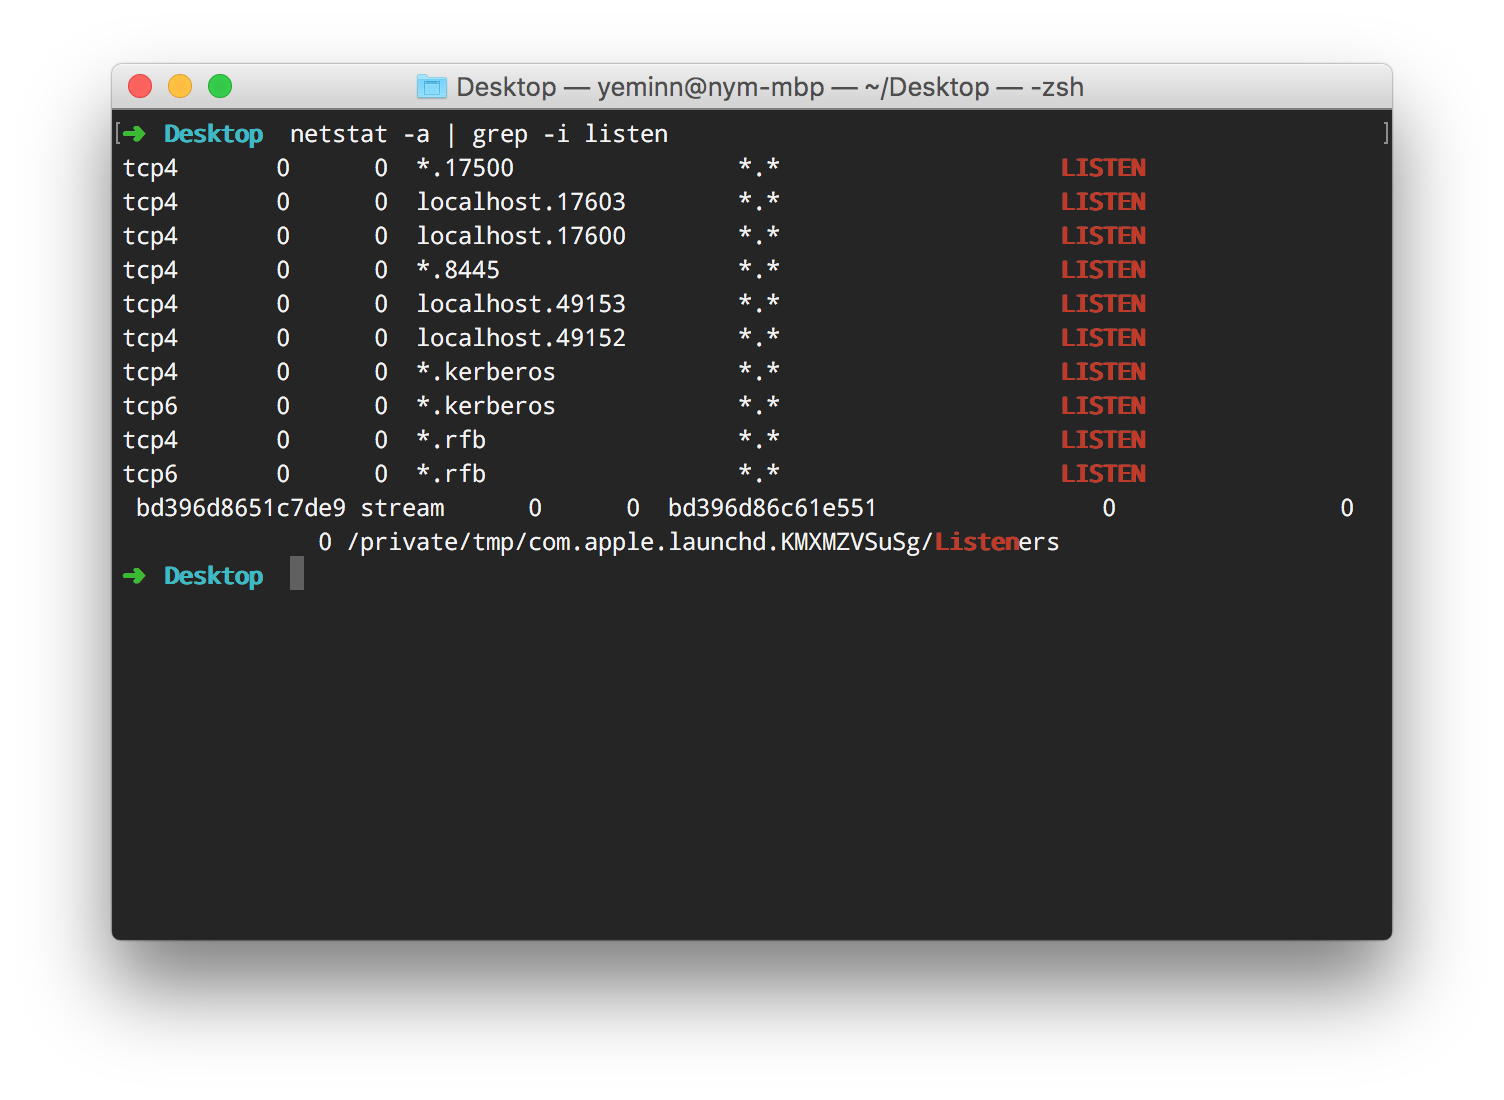 Desktop — yeminn@nym-mbp — ~/Desktop — -zsh
[➜ Desktop netstat -a | grep -i listen ]
tcp4 0 0 *.17500 *.* LISTEN
tcp4 0 0 localhost.17603 *.* LISTEN
tcp4 0 0 localhost.17600 *.* LISTEN
tcp4 0 0 *.8445 *.* LISTEN
tcp4 0 0 localhost.49153 *.* LISTEN
tcp4 0 0 localhost.49152 *.* LISTEN
tcp4 0 0 *.kerberos *.* LISTEN
tcp6 0 0 *.kerberos *.* LISTEN
tcp4 0 0 *.rfb *.* LISTEN
tcp6 0 0 *.rfb *.* LISTEN
bd396d8651c7de9 stream 0 0 bd396d86c61e551 0 0
0 /private/tmp/com.apple.launchd.KMXMZVSuSg/Listeners
➜ Desktop